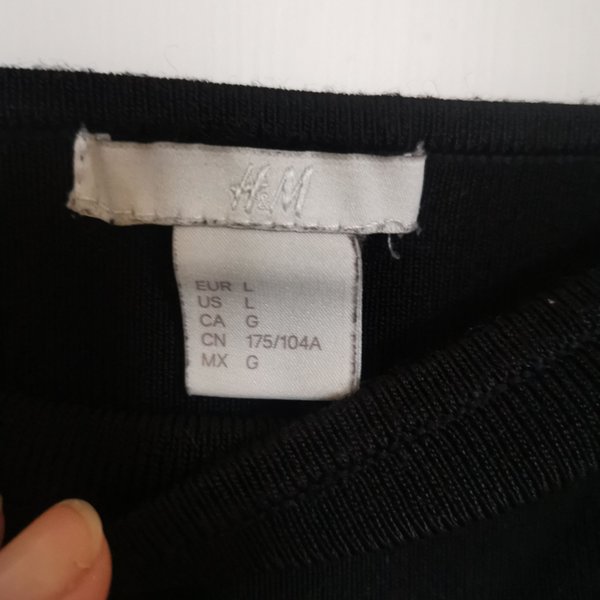 H&M
EUR L
US L
CA G
CN 175/104A
MX G